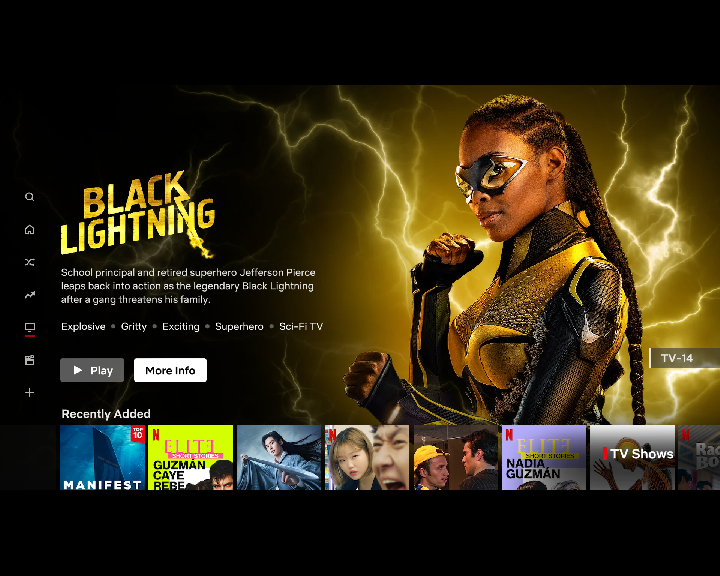 BLACK
LIGHTNING
School principal and retired superhero Jefferson Pierce
leaps back into action as the legendary Black Lightning
after a gang threatens his family.
Explosive • Gritty • Exciting • Superhero • Sci-Fi TV
Play
More Info
TV-14
Recently Added
TOP
10
MANIFEST
N
ELITE
SHORT STORIES
GUZMÁN
CAYE
REBE
N
N
ELITE
SHORT STORIES
NADIA
GUZMÁN
TV Shows
N